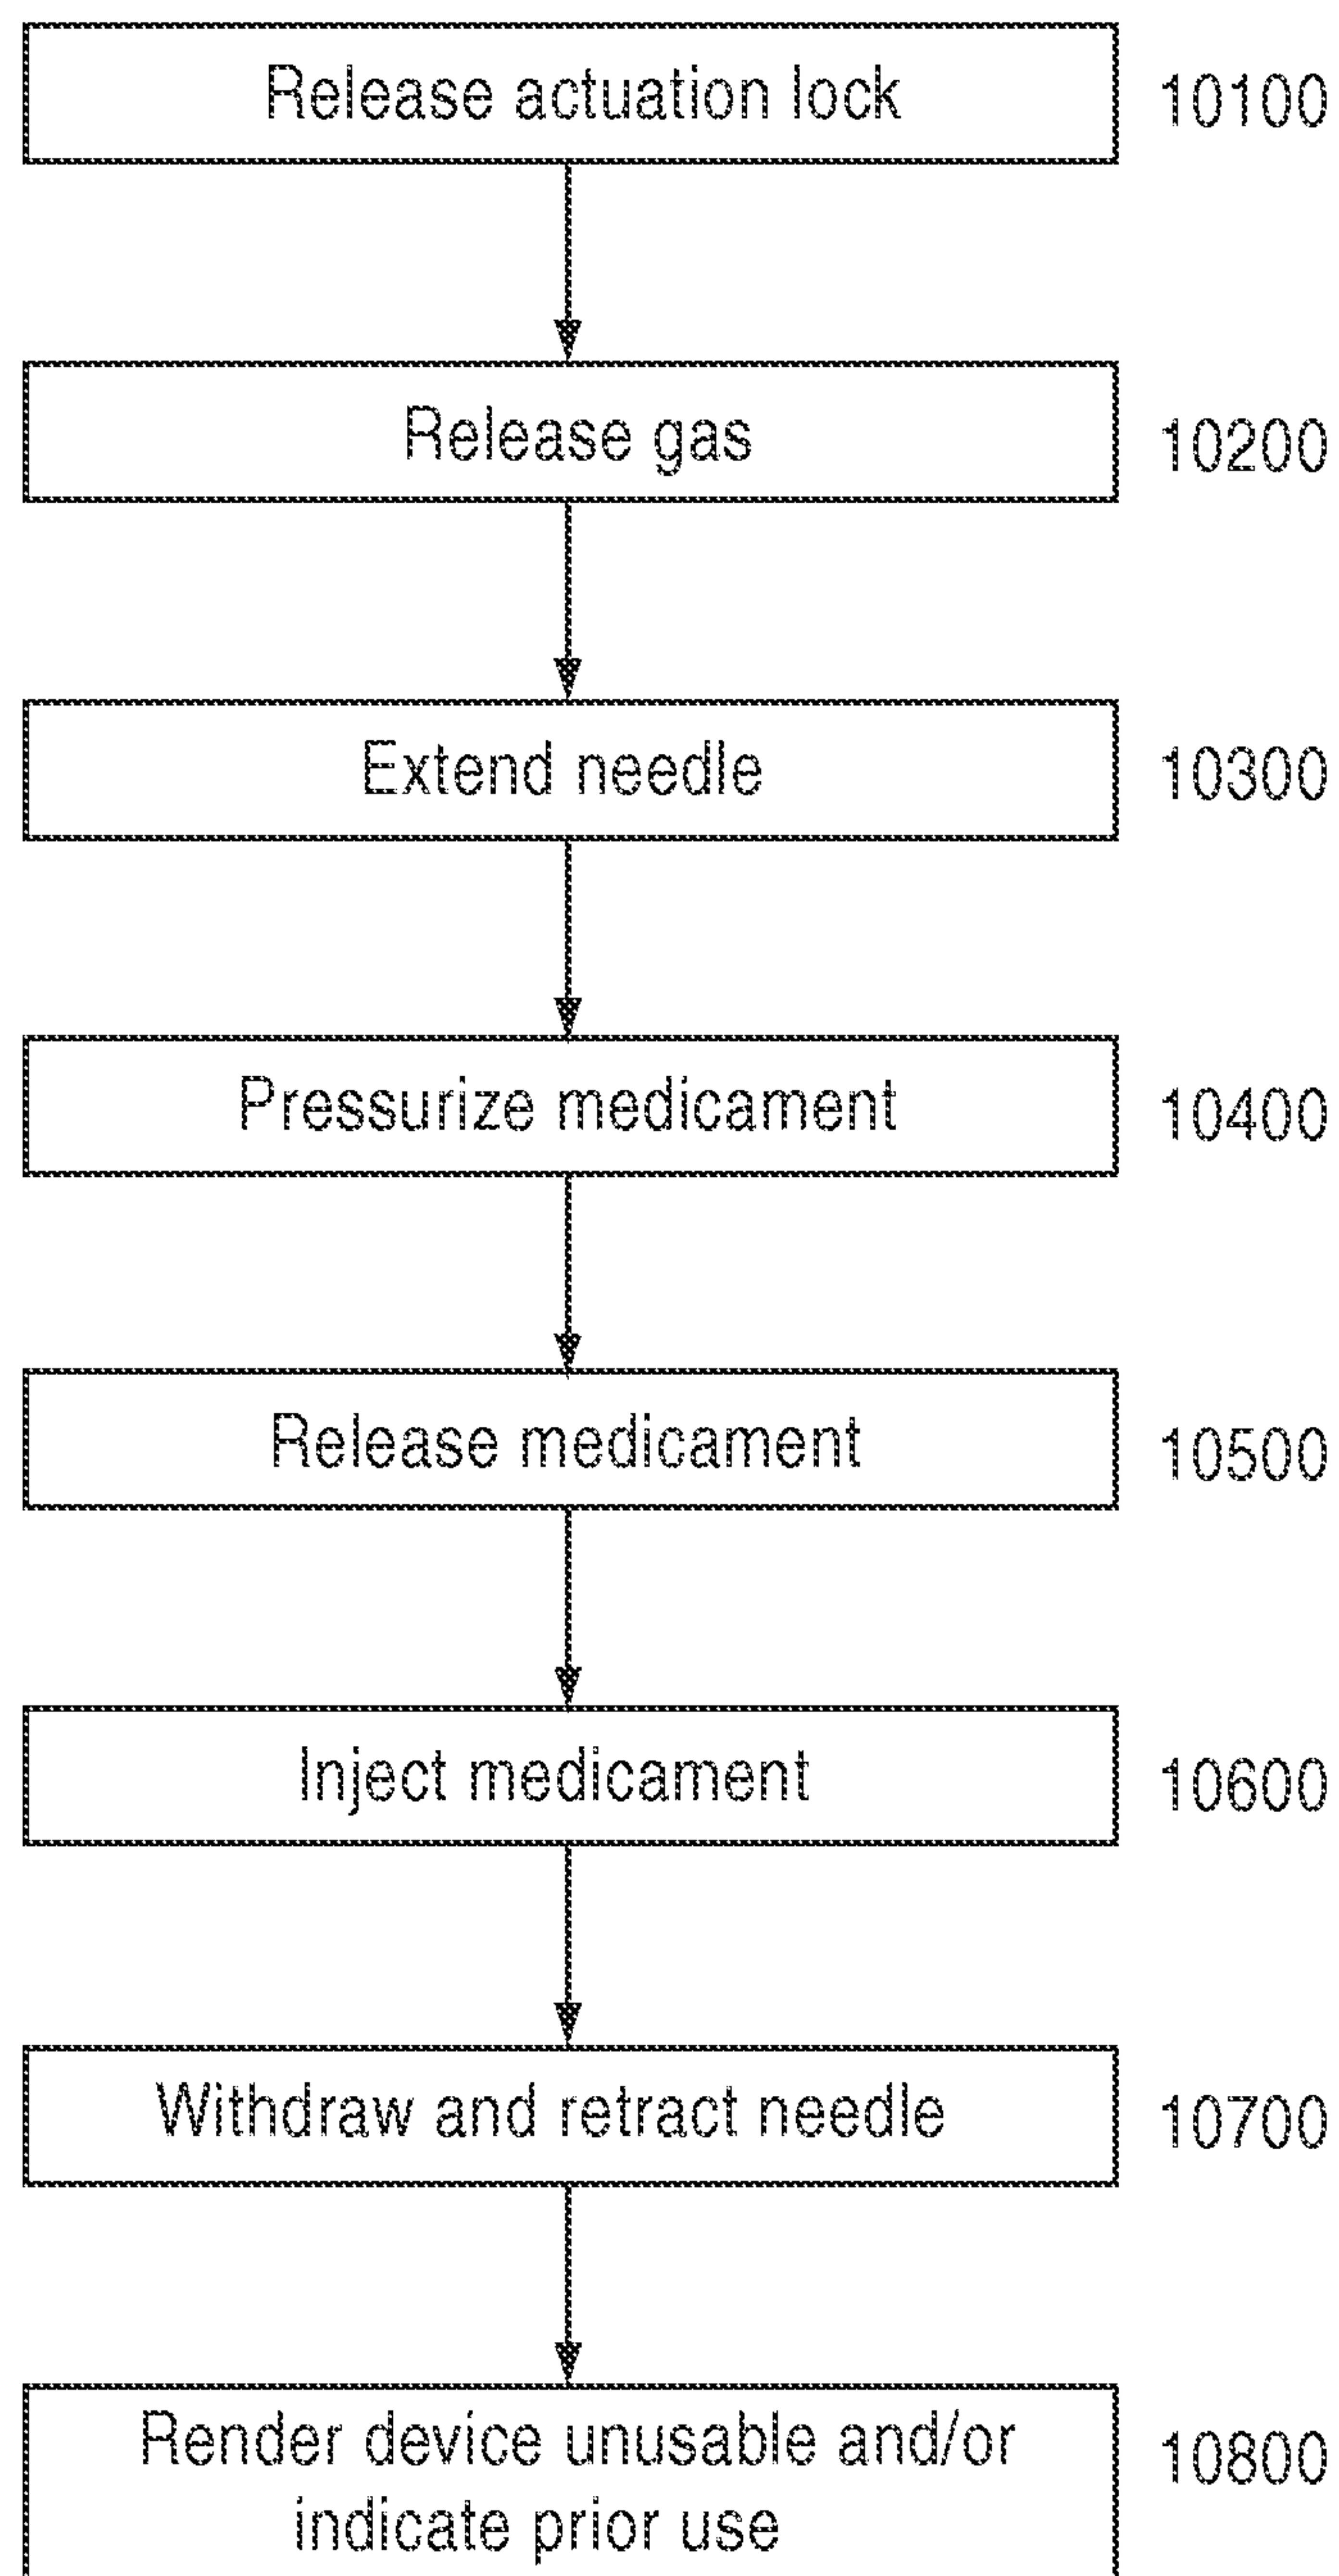 Release actuation lock 10100
Release gas 10200
Extend needle 10300
Pressurize medicament 10400
Release medicament 10500
Inject medicament 10600
Withdraw and retract needle 10700
Render device unusable and/or 10800
indicate prior use